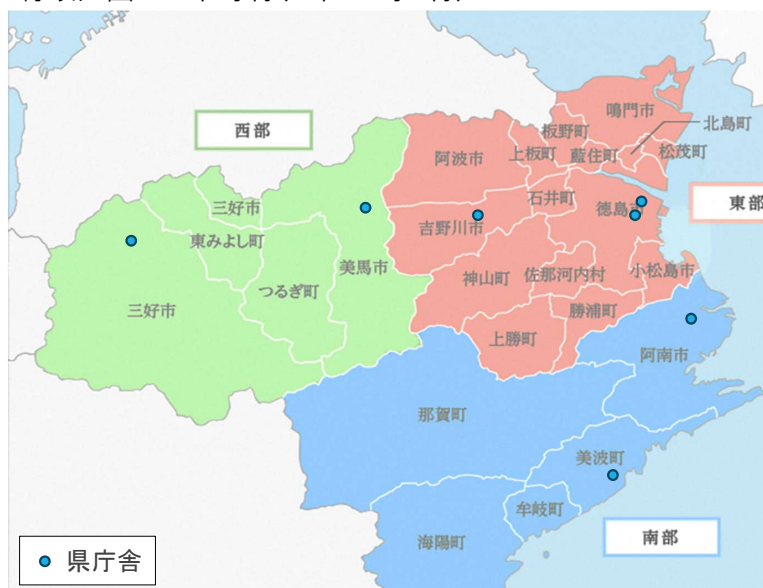 西部
鳴門市
北島町
板野町
阿波市
上板町
藍住町
松茂町
三好市
石井町
東部
徳島市
吉野川市
東みよし町
美馬市
神山町
佐那河内村
小松島市
つるぎ町
三好市
勝浦町
上勝町
阿南市
那賀町
美波町
牟岐町
南部
海陽町
県庁舎